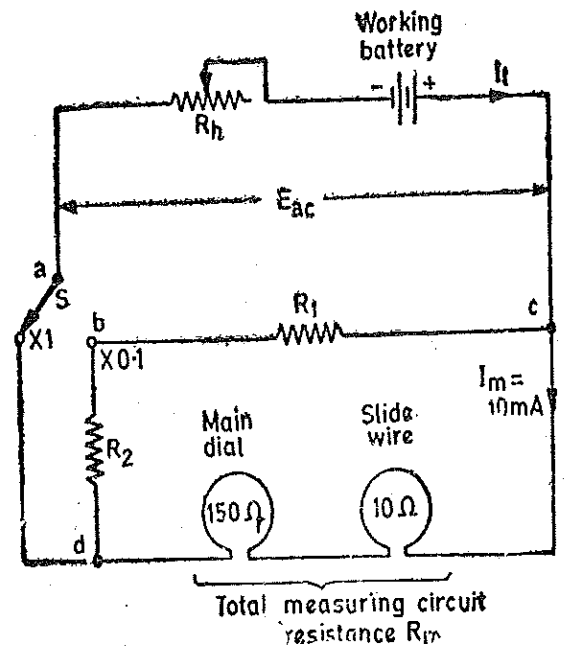 Working
battery
- +
It
Rh
Eac
a
S
X1
b
X0·1
R1
c
Im =
10mA
R2
Main
dial
Slide
wire
150Ω
10Ω
d
Total measuring circuit
resistance Rm